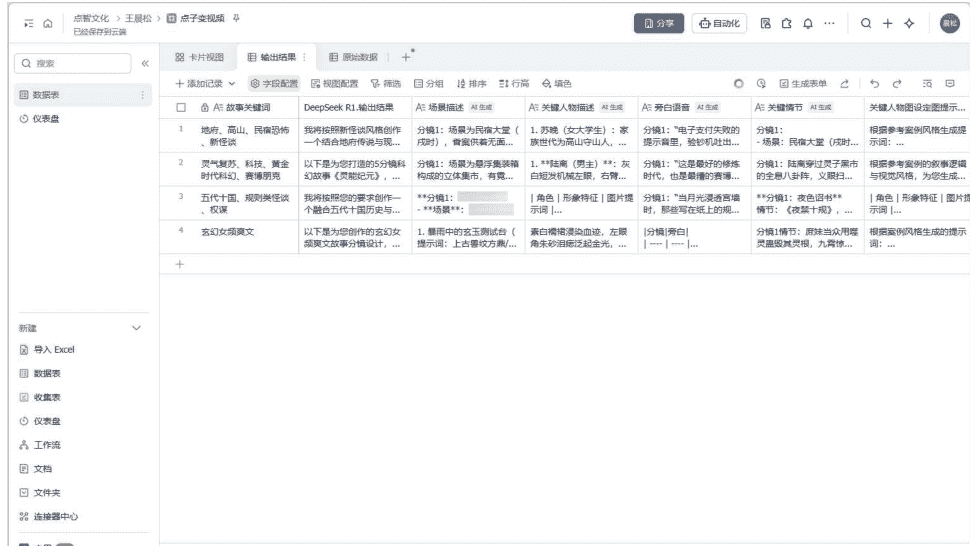 点智文化 > 王晨松 > 点子变视频
已经保存到云端
分享
自动化
晨松
搜索
数据表
仪表盘
新建
导入 Excel
数据表
收集表
仪表盘
工作流
文档
文件夹
连接器中心
卡片视图 输出结果 原始数据
添加记录 字段配置 视图配置 筛选 分组 排序 行高 填色 生成表单
故事关键词 DeepSeek R1.输出结果 场景描述 AI 生成 关键人物描述 AI 生成 旁白语音 AI 生成 关键情节 AI 生成 关键人物图设定图提示...
1 地府、高山、民宿恐怖 我将按照新怪谈风格创作 分镜1：场景为民宿大堂（ 1. 苏晚（女大学生）：家 分镜1：“电子支付失败的 分镜1： 根据参考案例风格生成提
、新怪谈 一个结合地府传说与现... 戌时），香案供着无面... 族世代为高山守山人，... 提示音里，验钞机吐出... - 场景：民宿大堂（戌时... 示词：...
2 灵气复苏、科技、黄金 以下是为您打造的5分镜科 分镜1：场景为悬浮集装箱 1. **陆离（男主）**：灰 分镜1：“这是最好的修炼 分镜1：陆离穿过灵子黑市 根据参考案例的叙事逻辑
时代科幻、赛博朋克 幻故事《灵能纪元》，... 构成的立体集市，有霓... 白短发机械左眼，右臂... 时代，也是最糟的赛博... 的全息八卦阵，义眼扫... 与视觉风格，为您生成...
3 五代十国、规则类怪谈 我将按照您的要求创作一 **分镜1： | 角色 | 形象特征 | 图片提 分镜1：“当月光浸透宫墙 **分镜1：夜色诏书** | 角色 | 形象特征 | 图片
、权谋 个融合五代十国历史与... - **场景**： 示词 |... 时，那些写在纸上的规... 情节：《夜禁十规》，... 示词 |...
4 玄幻女频爽文 以下是为您创作的玄幻女 1. 暴雨中的玄玉测试台（ 素白襦裙浸染血迹，左眼 |分镜|旁白| 分镜1情节：庶妹当众用噬 根据案例风格生成的提示
频爽文故事分镜设计，... 提示词：上古兽纹方鼎/... 角朱砂泪痣泛起金光，... | ---- | ---- |... 灵蛊毁其灵根，九霄惊... 词：...